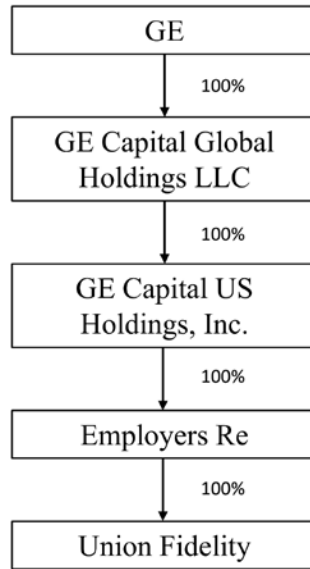 GE
100%
GE Capital Global
Holdings LLC
100%
GE Capital US
Holdings, Inc.
100%
Employers Re
100%
Union Fidelity